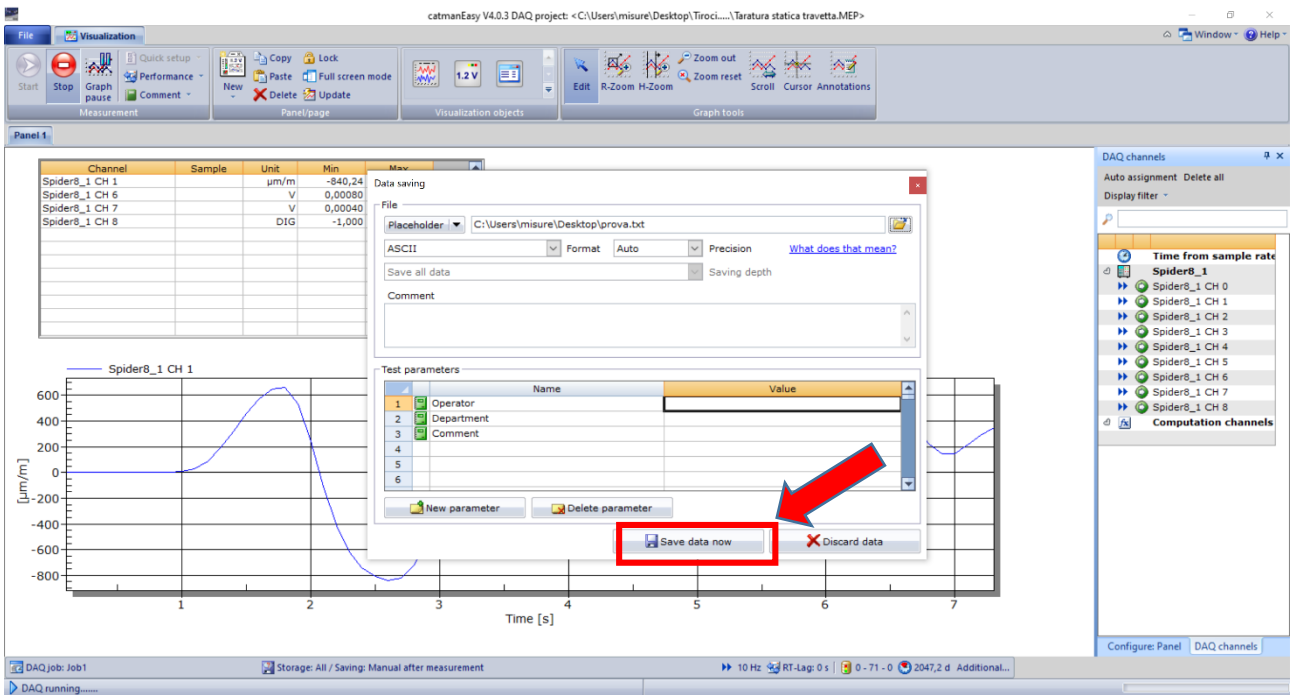 catmanEasy V4.0.3 DAQ project: <C:\Users\misure\Desktop\Tiroci.....\Taratura statica travetta.MEP>
File Visualization Window Help
Start Stop Graph pause Quick setup Performance Comment
New Copy Paste Delete Lock Full screen mode Update
1.2 V
Edit R-Zoom H-Zoom Zoom out Zoom reset Scroll Cursor Annotations
Measurement Panel/page Visualization objects Graph tools
Panel 1
Channel Sample Unit Min Max
Spider8_1 CH 1 µm/m -840,24
Spider8_1 CH 6 V 0,00080
Spider8_1 CH 7 V 0,00040
Spider8_1 CH 8 DIG -1,000
Data saving
File
Placeholder C:\Users\misure\Desktop\prova.txt
ASCII Format Auto Precision What does that mean?
Save all data Saving depth
Comment
Test parameters
Name Value
1 Operator
2 Department
3 Comment
4
5
6
New parameter Delete parameter
Save data now Discard data
Spider8_1 CH 1
600
400
200
0
-200
-400
-600
-800
[µm/m]
1 2 3 4 5 6 7
Time [s]
DAQ channels
Auto assignment Delete all
Display filter
Time from sample rate
Spider8_1
Spider8_1 CH 0
Spider8_1 CH 1
Spider8_1 CH 2
Spider8_1 CH 3
Spider8_1 CH 4
Spider8_1 CH 5
Spider8_1 CH 6
Spider8_1 CH 7
Spider8_1 CH 8
fx Computation channels
Configure: Panel DAQ channels
DAQ job: Job1 Storage: All / Saving: Manual after measurement 10 Hz RT-Lag: 0 s 0 - 71 - 0 2047,2 d Additional...
DAQ running.......